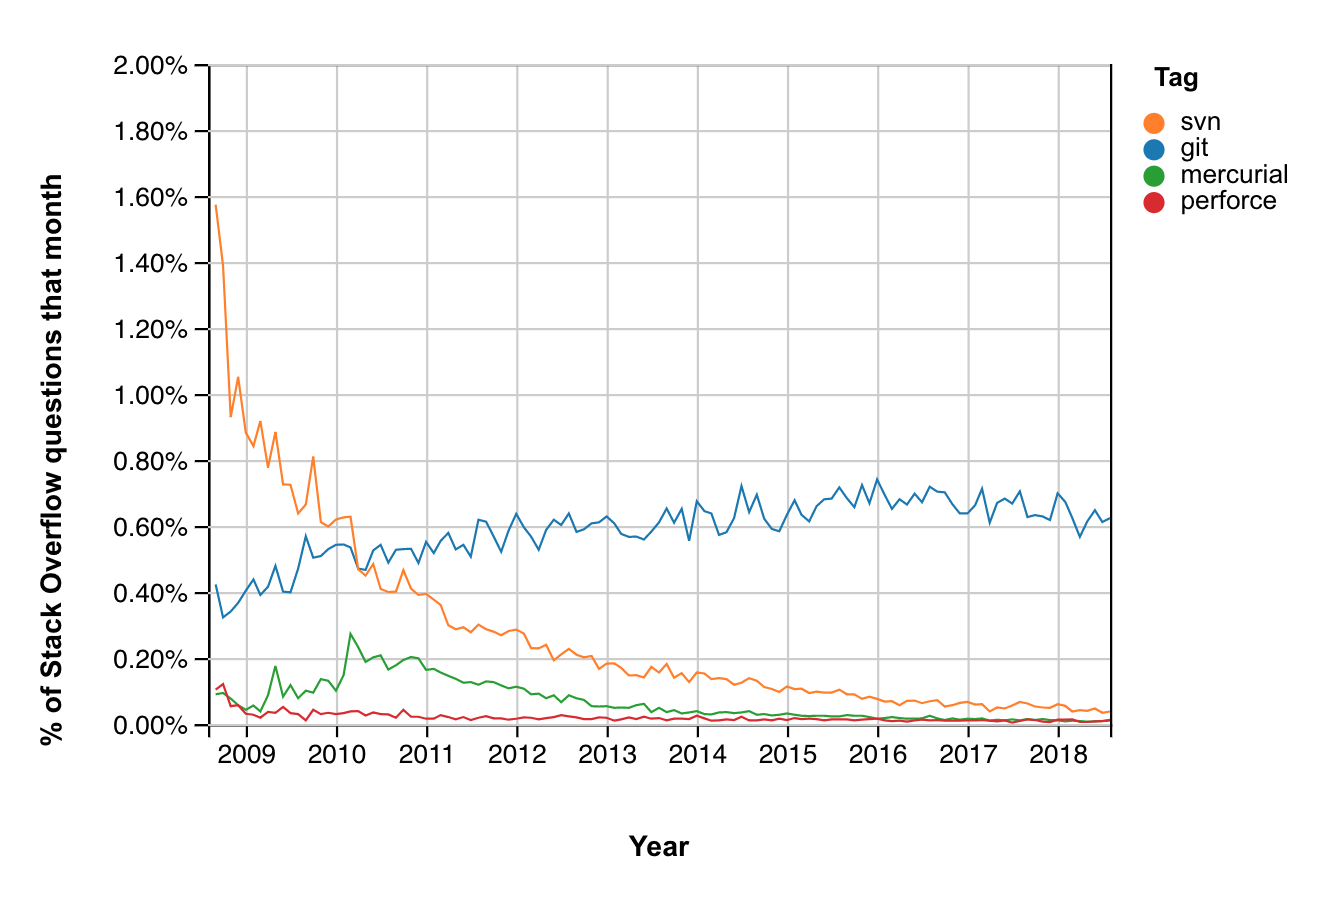 2.00%
1.80%
1.60%
1.40%
1.20%
1.00%
0.80%
0.60%
0.40%
0.20%
0.00%
% of Stack Overflow questions that month
2009 2010 2011 2012 2013 2014 2015 2016 2017 2018
Year
Tag
svn
git
mercurial
perforce